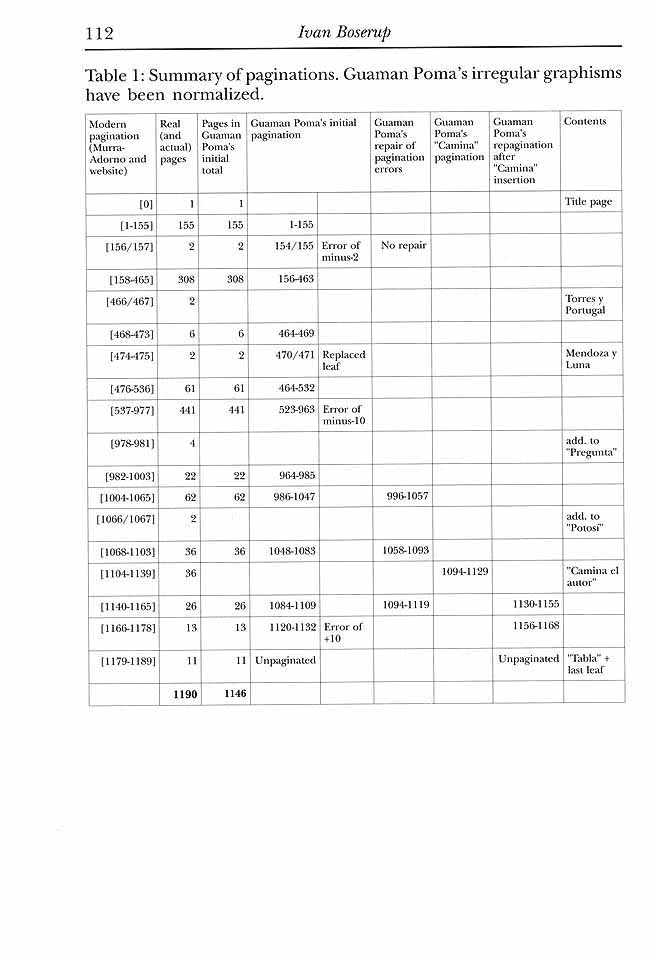 112 Ivan Boserup
Table 1: Summary of paginations. Guaman Poma's irregular graphisms
have been normalized.
Modern pagination (Murra-Adorno and website) Real (and actual) pages Pages in Guaman Poma's initial total Guaman Poma's initial pagination Guaman Poma's repair of pagination errors Guaman Poma's "Camina" pagination Guaman Poma's repagination after "Camina" insertion Contents
[0] 1 1 Title page
[1-155] 155 155 1-155
[156/157] 2 2 154/155 Error of minus-2 No repair
[158-465] 308 308 156-463
[466/467] 2 Torres y Portugal
[468-473] 6 6 464-469
[474-475] 2 2 470/471 Replaced leaf Mendoza y Luna
[476-536] 61 61 464-532
[537-977] 441 441 523-963 Error of minus-10
[978-981] 4 add. to "Pregunta"
[982-1003] 22 22 964-985
[1004-1065] 62 62 986-1047 996-1057
[1066/1067] 2 add. to "Potosí"
[1068-1103] 36 36 1048-1083 1058-1093
[1104-1139] 36 1094-1129 "Camina el autor"
[1140-1165] 26 26 1084-1109 1094-1119 1130-1155
[1166-1178] 13 13 1120-1132 Error of +10 1156-1168
[1179-1189] 11 11 Unpaginated Unpaginated "Tabla" + last leaf
1190 1146